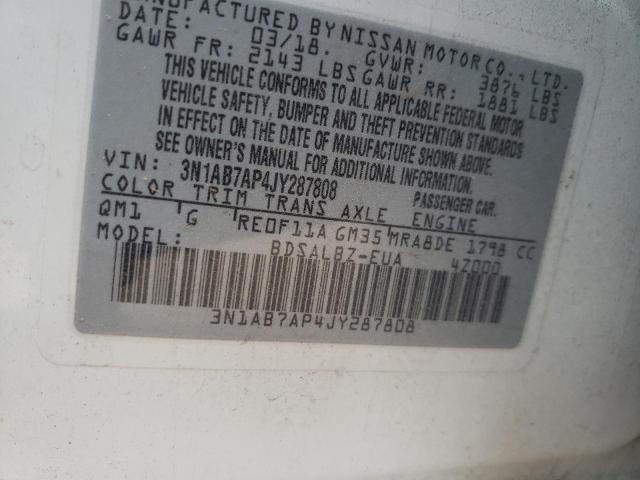 MANUFACTURED BY NISSAN MOTOR CO., LTD.
DATE: 03/18. GVWR: 3876 LBS
GAWR FR: 2143 LBS GAWR RR: 1881 LBS
THIS VEHICLE CONFORMS TO ALL APPLICABLE FEDERAL MOTOR
VEHICLE SAFETY, BUMPER AND THEFT PREVENTION STANDARDS
IN EFFECT ON THE DATE OF MANUFACTURE SHOWN ABOVE.
SEE OWNER'S MANUAL FOR ADDITIONAL INFORMATION.
VIN: 3N1AB7AP4JY287808 PASSENGER CAR.
COLOR TRIM TRANS AXLE ENGINE
QM1 G RE0F11A GM35 MRA8DE 1798 CC
MODEL: BDSALBZ-EUA 4Z000
3N1AB7AP4JY287808